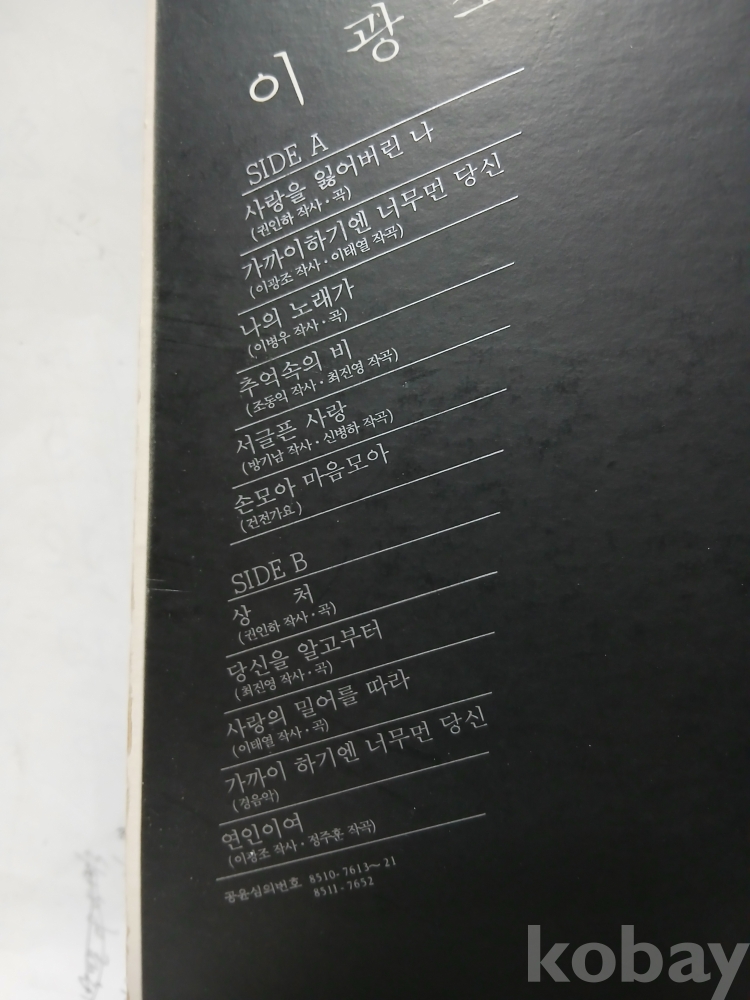 이 광
SIDE A
사랑을 잃어버린 나
(권인하 작사·곡)
가까이하기엔 너무먼 당신
(이광조 작사·이태열 작곡)
나의 노래가
(이병우 작사·곡)
추억속의 비
(조동익 작사·최진영 작곡)
서글픈 사랑
(방기남 작사·신병하 작곡)
손모아 마음모아
(건전가요)
SIDE B
상 처
(권인하 작사·곡)
당신을 알고부터
(최진영 작사·곡)
사랑의 밀어를 따라
(이태열 작사·곡)
가까이 하기엔 너무먼 당신
(경음악)
연인이여
(이광조 작사·정주훈 작곡)
공윤심의번호 8510-7613~21
8511-7652
kobay